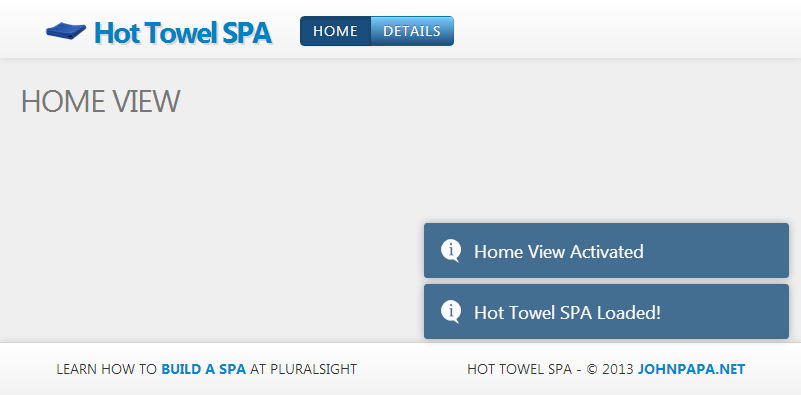 Hot Towel SPA
HOME
DETAILS
HOME VIEW
Home View Activated
Hot Towel SPA Loaded!
LEARN HOW TO BUILD A SPA AT PLURALSIGHT
HOT TOWEL SPA - © 2013 JOHNPAPA.NET